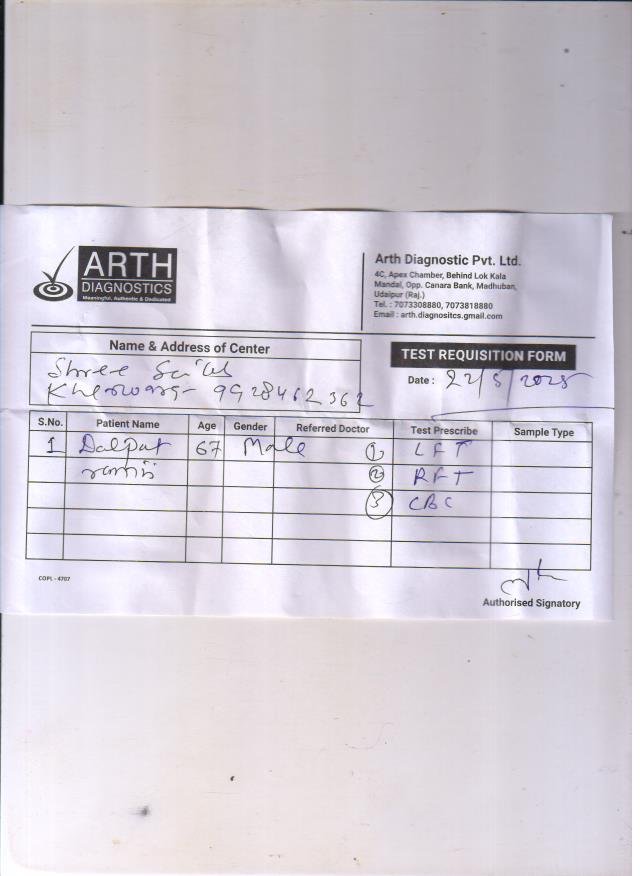 ARTH
DIAGNOSTICS
Meaningful, Authentic & Dedicated
Arth Diagnostic Pvt. Ltd.
4C, Apex Chamber, Behind Lok Kala
Mandal, Opp. Canara Bank, Madhuban,
Udaipur (Raj.)
Tel. : 7073308880, 7073818880
Email : arth.diagnositcs.gmail.com
Name & Address of Center
Shree Sai
9928462362
TEST REQUISITION FORM
Date : 22/5/2025
S.No. Patient Name Age Gender Referred Doctor Test Prescribe Sample Type
1 Dalpat 67 Male 1 LFT
2 RFT
3 CBC
COPL - 4707
Authorised Signatory